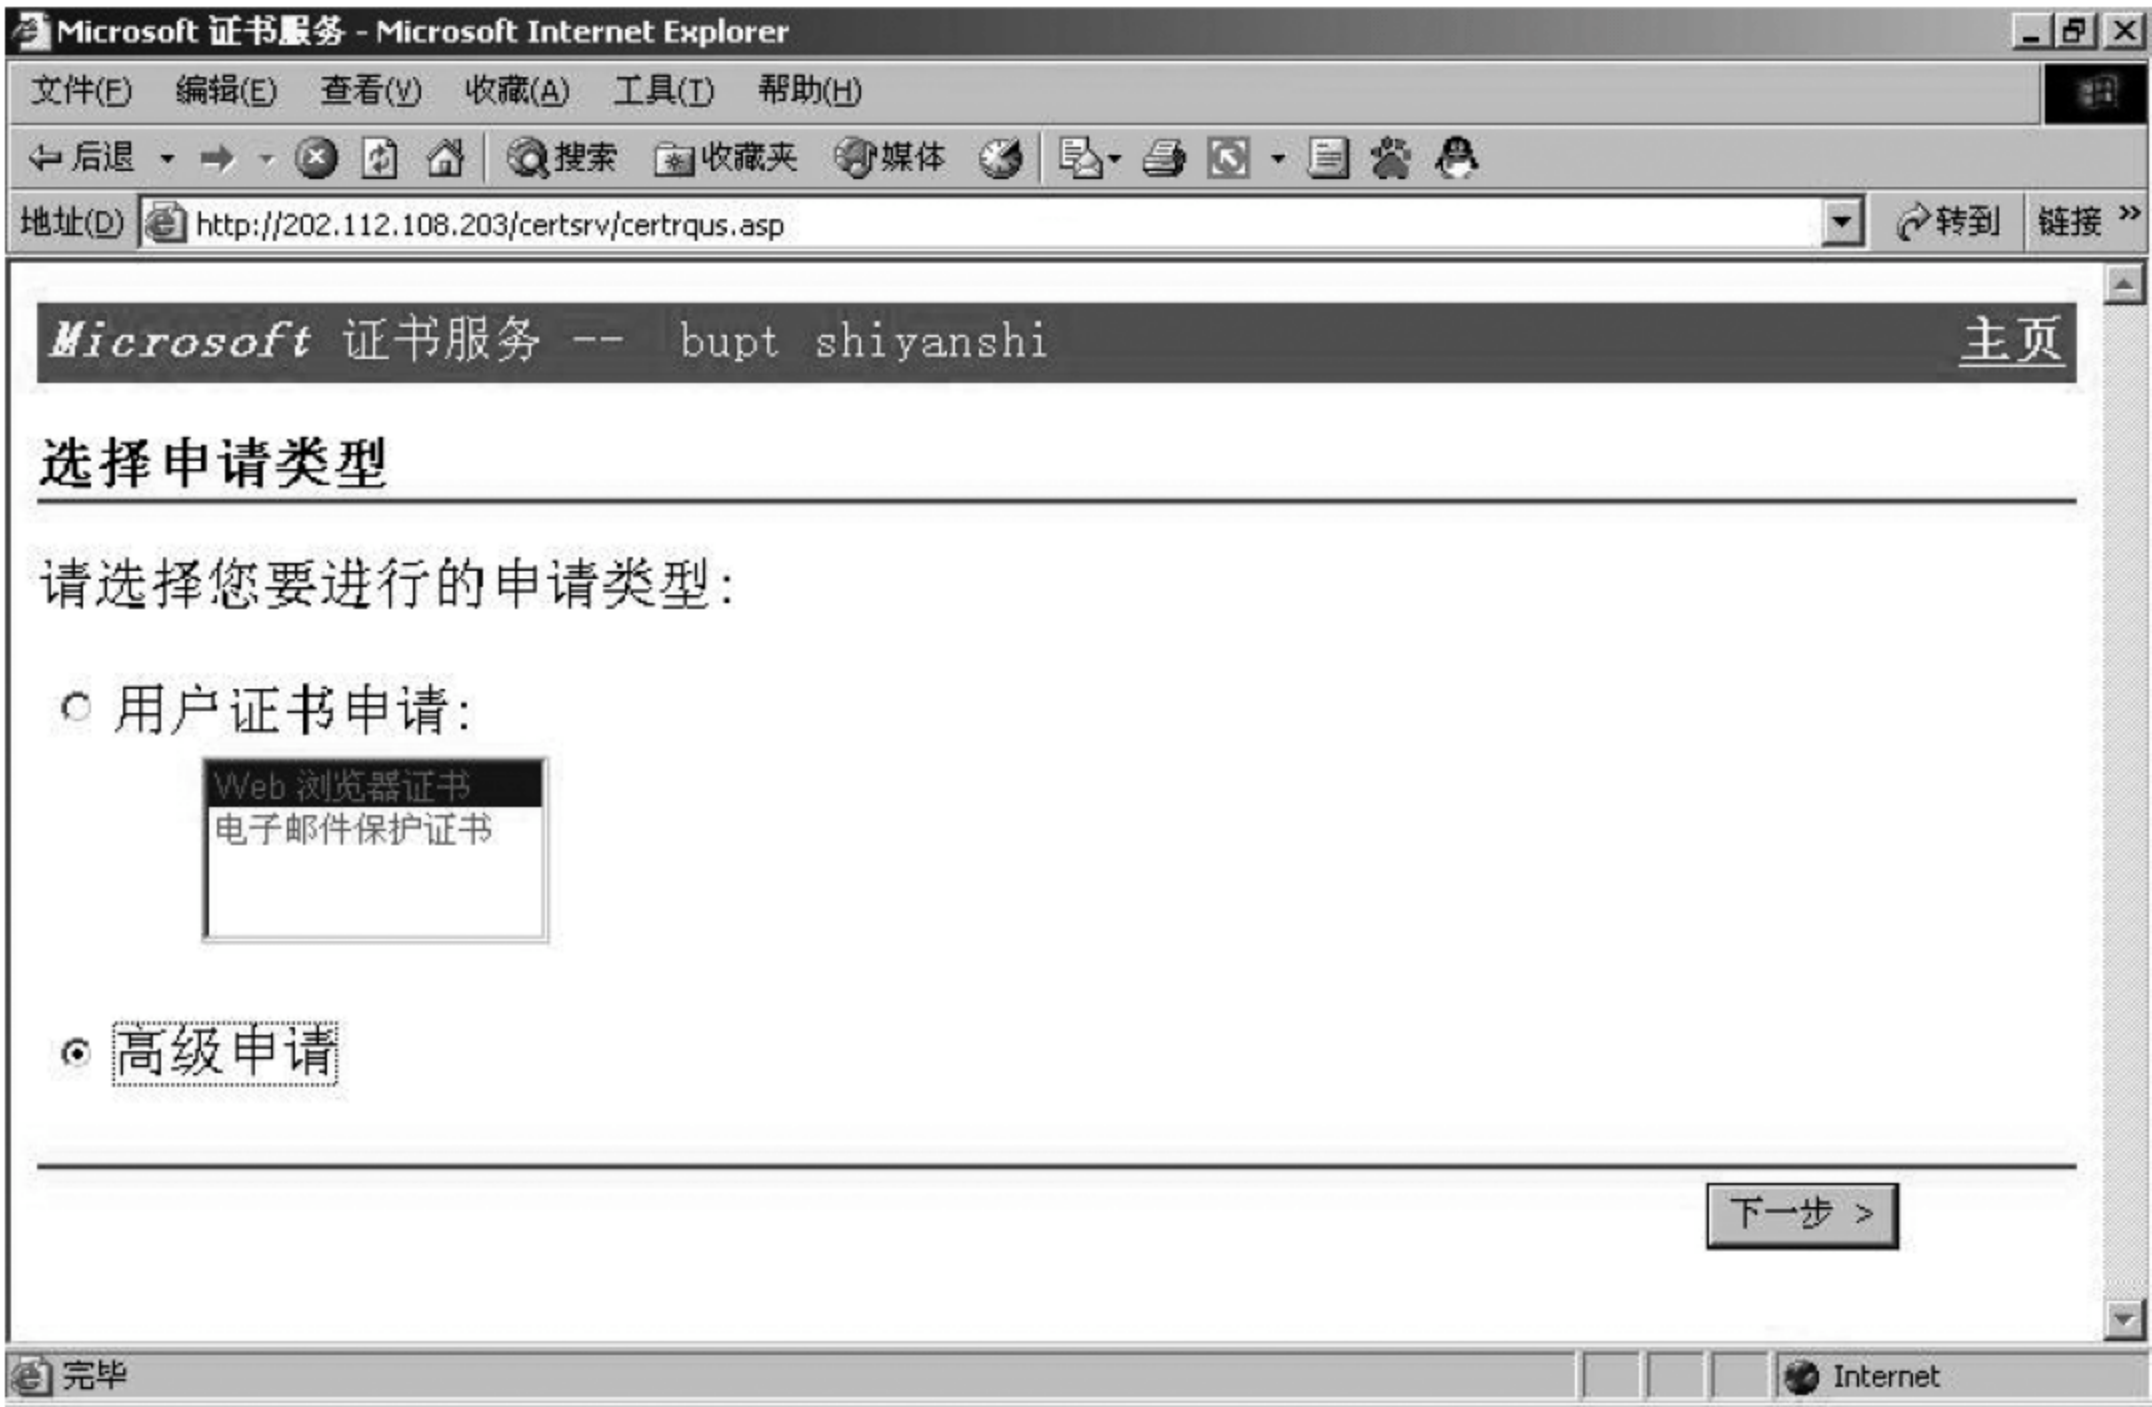 Microsoft 证书服务 - Microsoft Internet Explorer
文件(F) 编辑(E) 查看(V) 收藏(A) 工具(T) 帮助(H)
后退 搜索 收藏夹 媒体
地址(D) http://202.112.108.203/certsrv/certrqus.asp 转到 链接 »
Microsoft 证书服务 -- bupt shiyanshi 主页
选择申请类型
请选择您要进行的申请类型:
用户证书申请:
Web 浏览器证书
电子邮件保护证书
高级申请
下一步 >
完毕 Internet